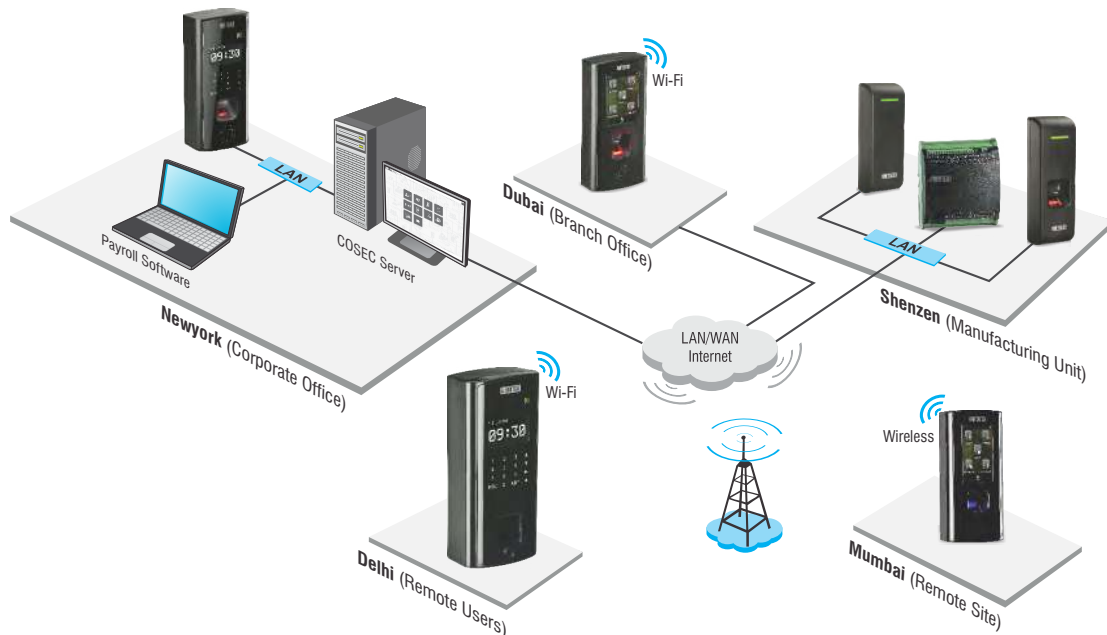 09:30
LAN
Payroll Software
COSEC Server
Newyork (Corporate Office)
Wi-Fi
Dubai (Branch Office)
LAN
Shenzen (Manufacturing Unit)
LAN/WAN
Internet
Wi-Fi
09:30
Delhi (Remote Users)
Wireless
Mumbai (Remote Site)